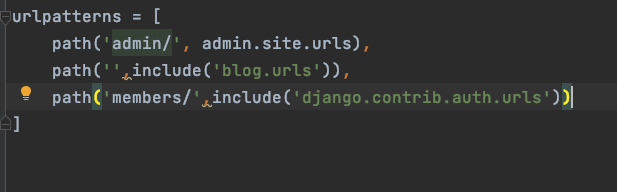 urlpatterns = [
    path('admin/', admin.site.urls),
    path('',include('blog.urls')),
    path('members/',include('django.contrib.auth.urls'))
]